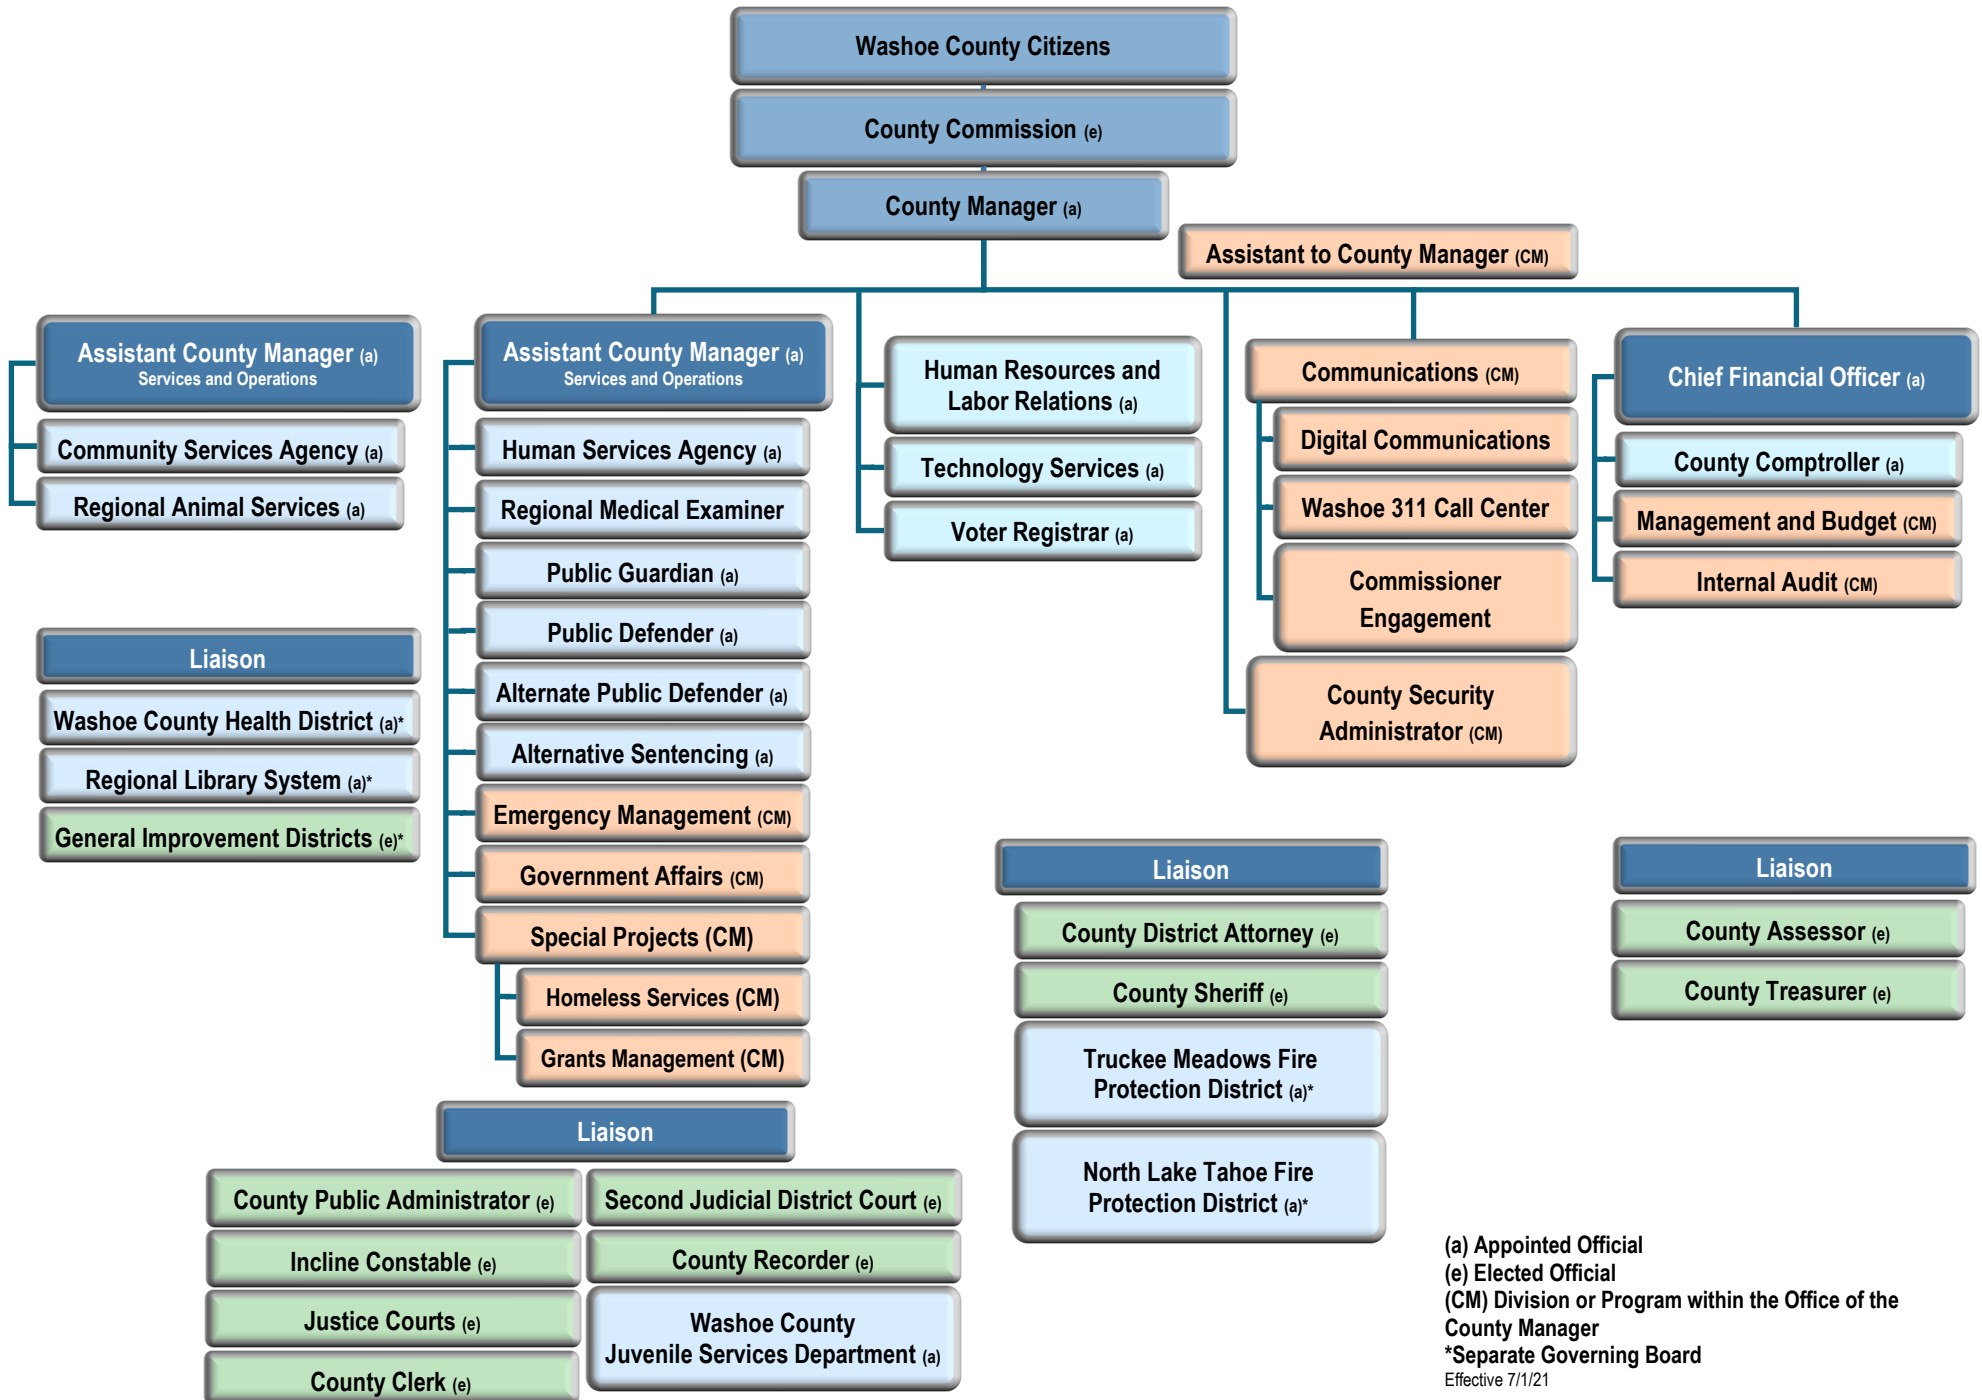 Washoe County Citizens
County Commission (e)
County Manager (a)
Assistant to County Manager (CM)
Assistant County Manager (a)
Services and Operations
Community Services Agency (a)
Regional Animal Services (a)
Liaison
Washoe County Health District (a)*
Regional Library System (a)*
General Improvement Districts (e)*
Assistant County Manager (a)
Services and Operations
Human Services Agency (a)
Regional Medical Examiner
Public Guardian (a)
Public Defender (a)
Alternate Public Defender (a)
Alternative Sentencing (a)
Emergency Management (CM)
Government Affairs (CM)
Special Projects (CM)
Homeless Services (CM)
Grants Management (CM)
Liaison
County Public Administrator (e)
Incline Constable (e)
Justice Courts (e)
County Clerk (e)
Second Judicial District Court (e)
County Recorder (e)
Washoe County
Juvenile Services Department (a)
Human Resources and
Labor Relations (a)
Technology Services (a)
Voter Registrar (a)
Communications (CM)
Digital Communications
Washoe 311 Call Center
Commissioner
Engagement
County Security
Administrator (CM)
Liaison
County District Attorney (e)
County Sheriff (e)
Truckee Meadows Fire
Protection District (a)*
North Lake Tahoe Fire
Protection District (a)*
Chief Financial Officer (a)
County Comptroller (a)
Management and Budget (CM)
Internal Audit (CM)
Liaison
County Assessor (e)
County Treasurer (e)
(a) Appointed Official
(e) Elected Official
(CM) Division or Program within the Office of the
County Manager
*Separate Governing Board
Effective 7/1/21